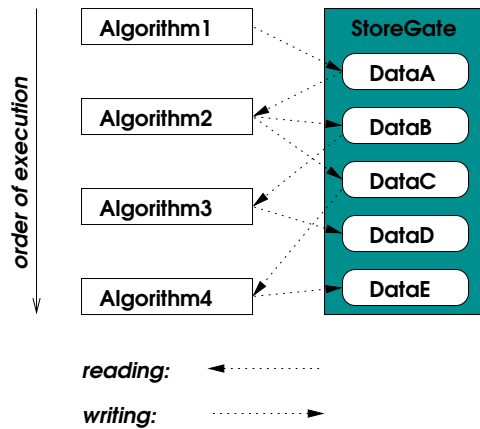 Algorithm1
StoreGate
DataA
Algorithm2
DataB
DataC
Algorithm3
DataD
Algorithm4
DataE
order of execution
reading:
writing: